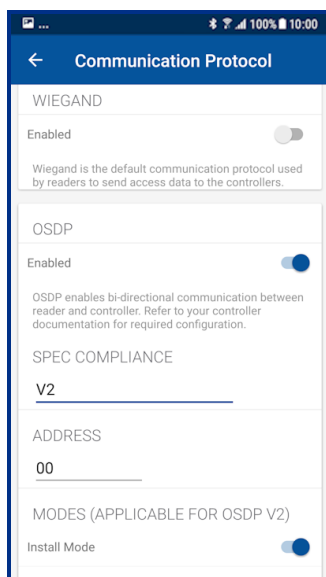 ... 100% 10:00
Communication Protocol
WIEGAND
Enabled
Wiegand is the default communication protocol used
by readers to send access data to the controllers.
OSDP
Enabled
OSDP enables bi-directional communication between
reader and controller. Refer to your controller
documentation for required configuration.
SPEC COMPLIANCE
V2
ADDRESS
00
MODES (APPLICABLE FOR OSDP V2)
Install Mode